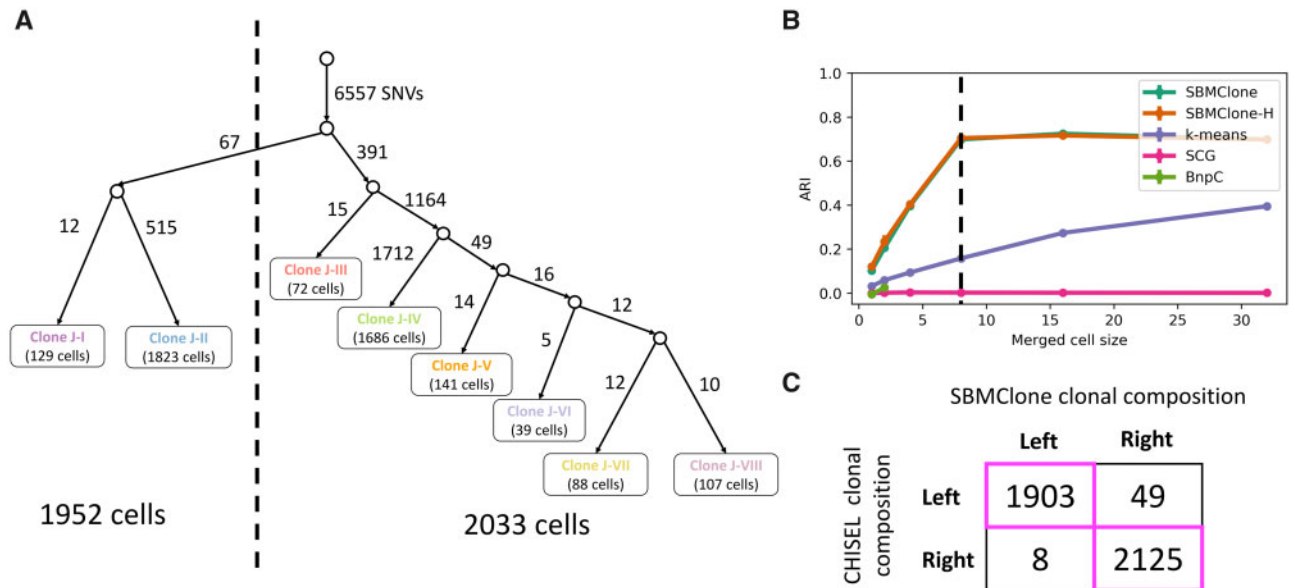 A
6557 SNVs
67
391
12
515
15
1164
1712
49
14
16
5
12
12
10
Clone J-I
(129 cells)
Clone J-II
(1823 cells)
Clone J-III
(72 cells)
Clone J-IV
(1686 cells)
Clone J-V
(141 cells)
Clone J-VI
(39 cells)
Clone J-VII
(88 cells)
Clone J-VIII
(107 cells)
1952 cells
2033 cells
B
ARI
1.0
0.8
0.6
0.4
0.2
0.0
0
5
10
15
20
25
30
Merged cell size
SBMClone
SBMClone-H
k-means
SCG
BnpC
C
SBMClone clonal composition
Left
Right
CHISEL clonal
composition
Left
1903
49
Right
8
2125